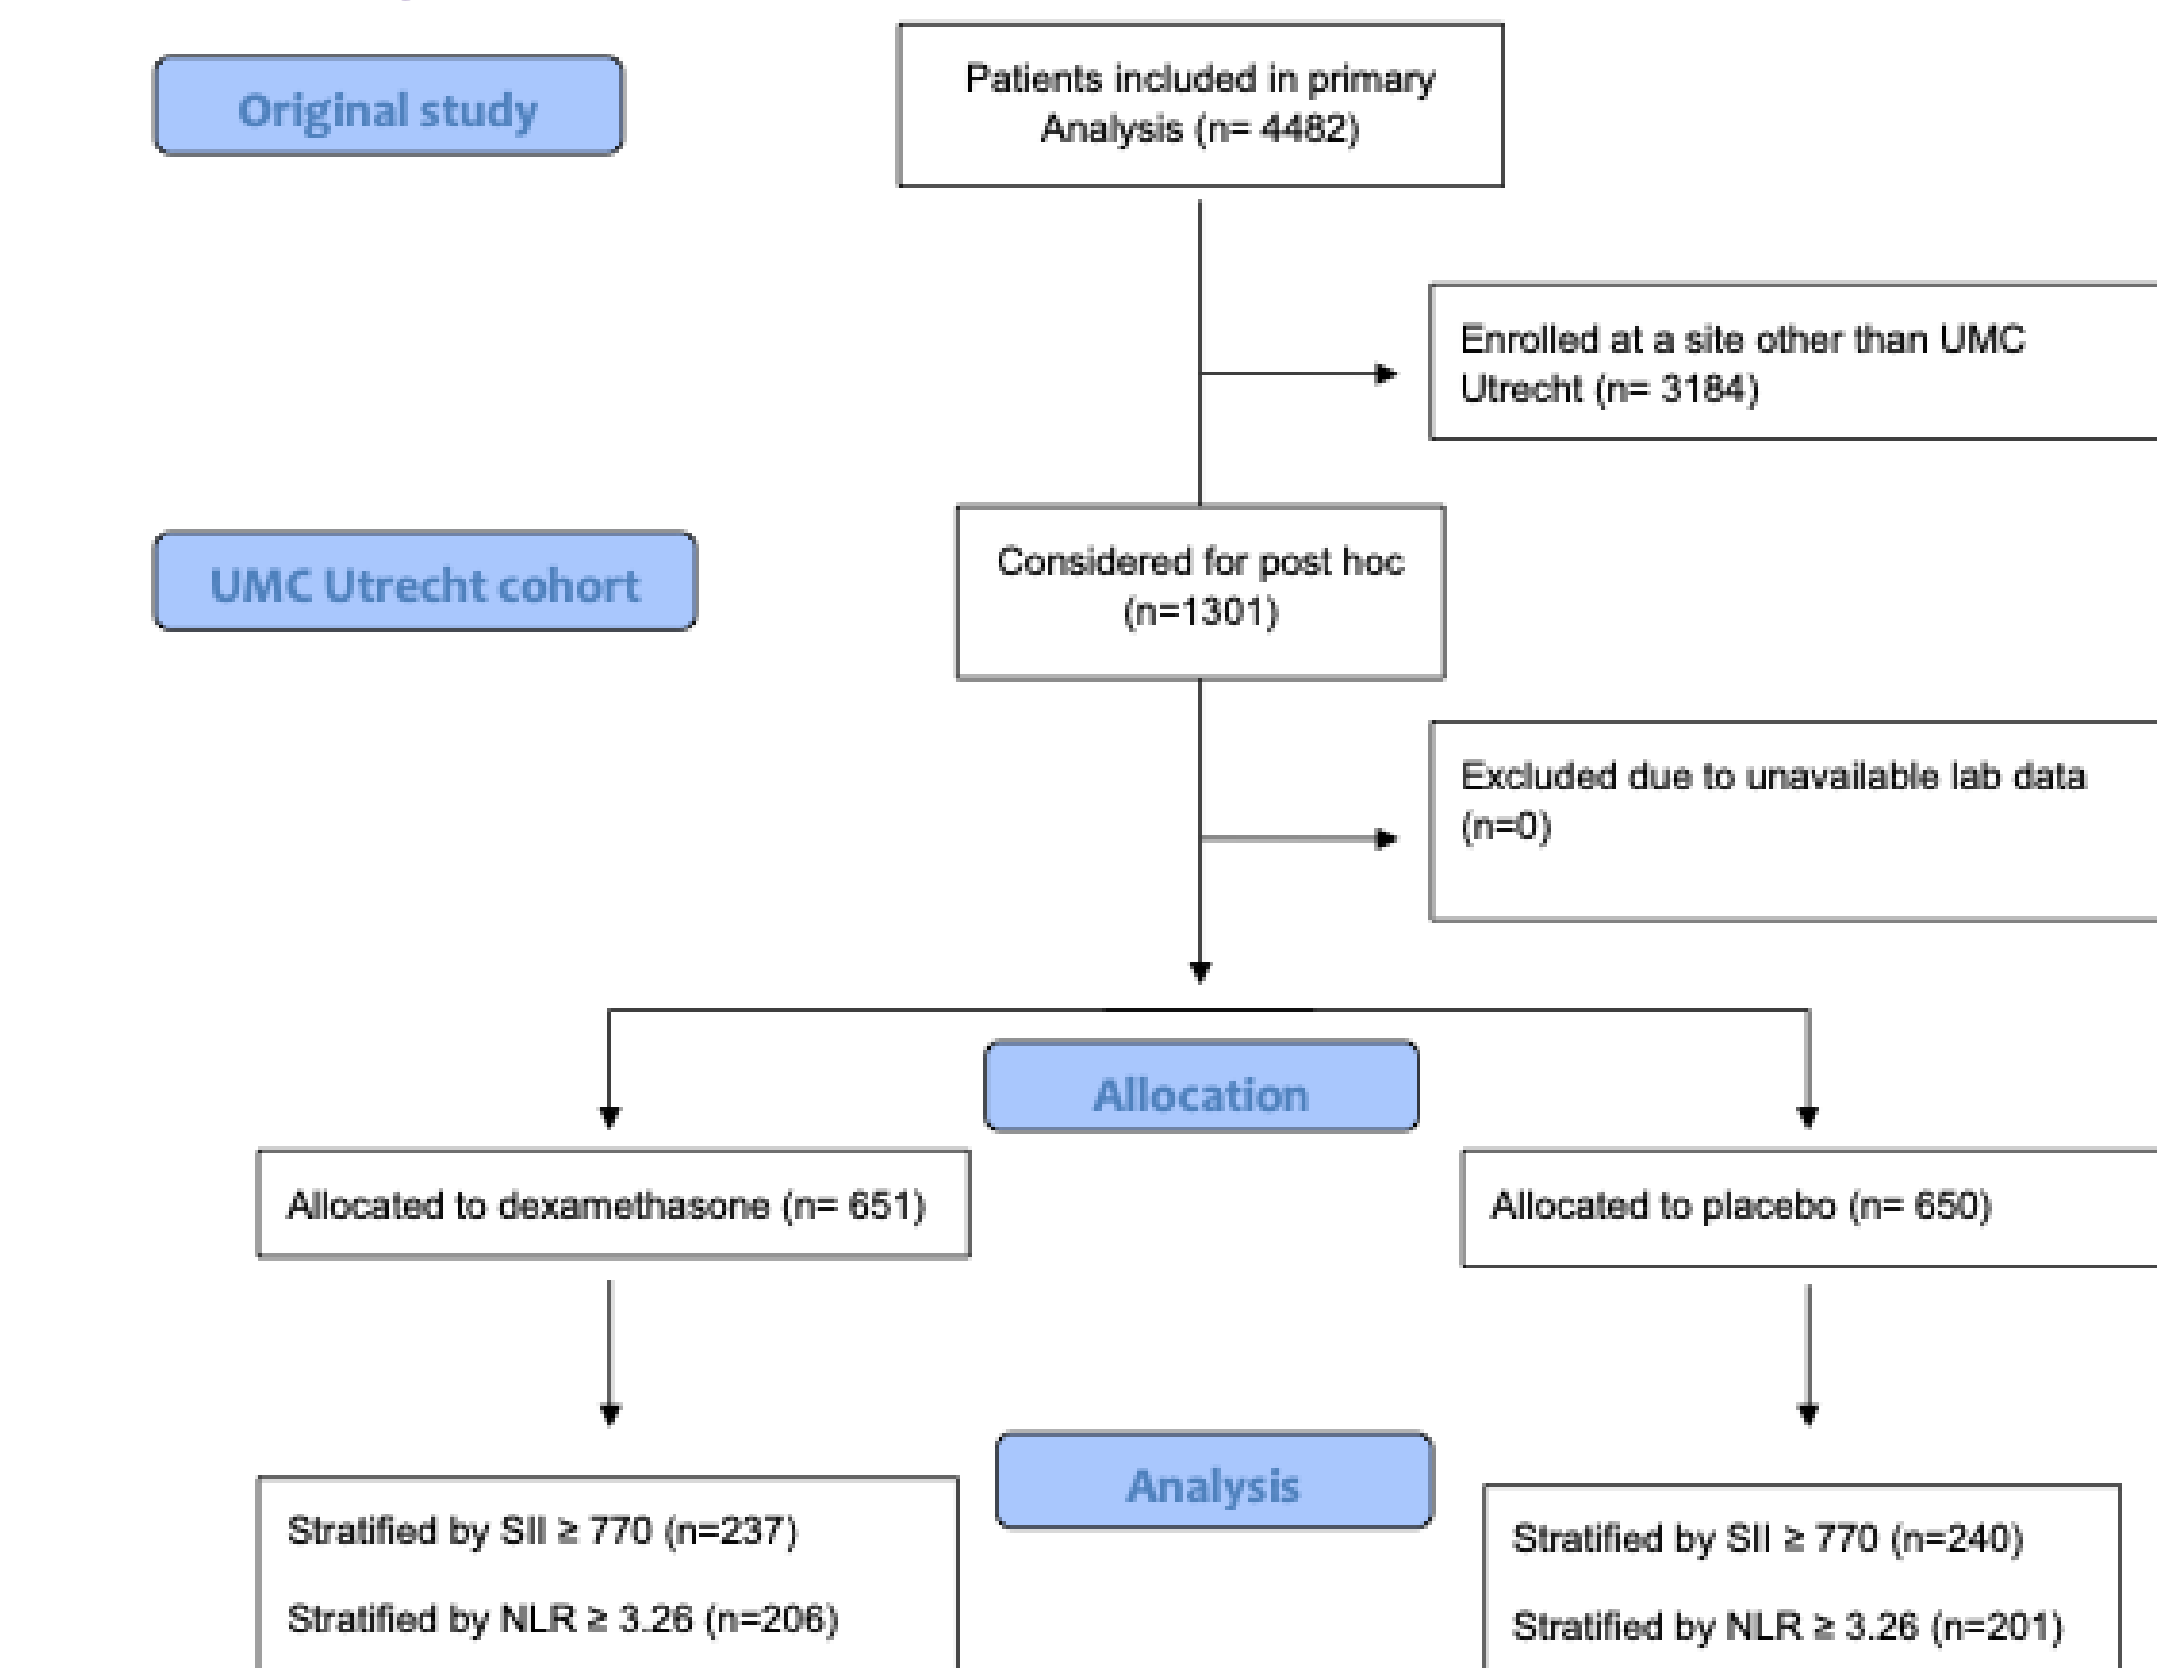 Original study
Patients included in primary
Analysis (n= 4482)
Enrolled at a site other than UMC
Utrecht (n= 3184)
UMC Utrecht cohort
Considered for post hoc
(n=1301)
Excluded due to unavailable lab data
(n=0)
Allocation
Allocated to dexamethasone (n= 651)
Allocated to placebo (n= 650)
Analysis
Stratified by SII ≥ 770 (n=237)
Stratified by NLR ≥ 3.26 (n=206)
Stratified by SII ≥ 770 (n=240)
Stratified by NLR ≥ 3.26 (n=201)